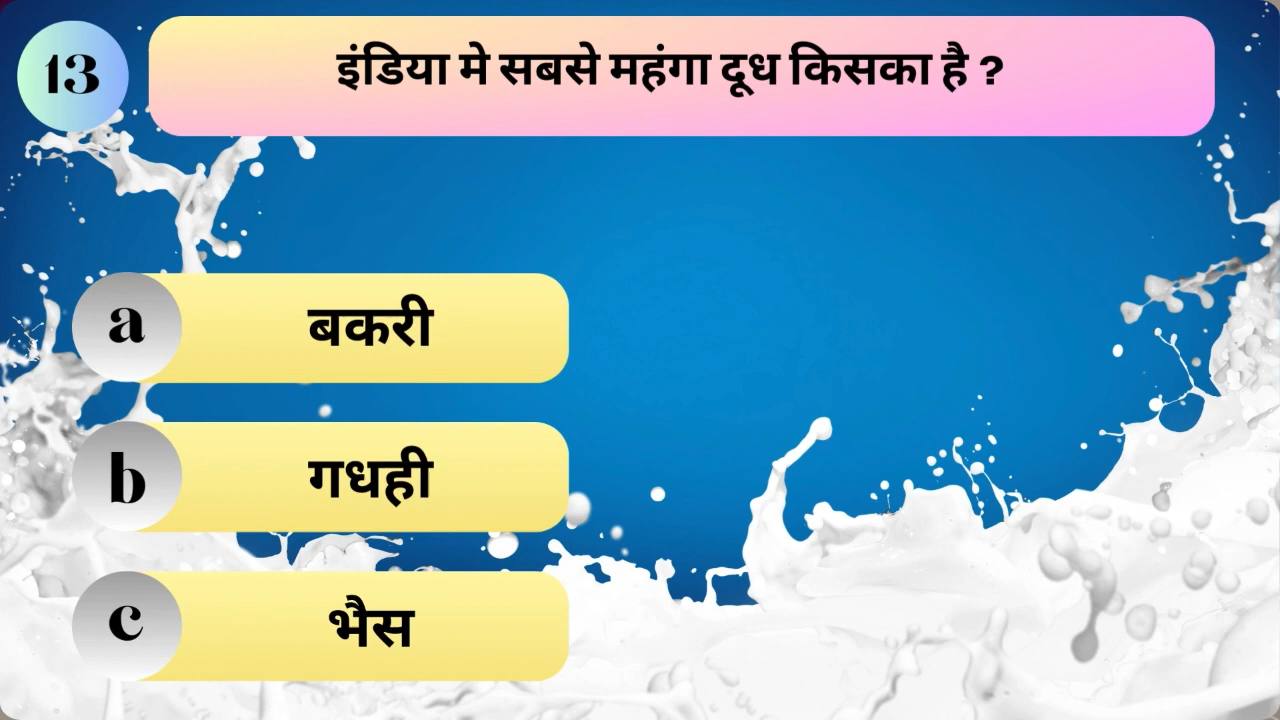 13
इंडिया मे सबसे महंगा दूध किसका है ?
a
बकरी
b
गधही
c
भैस